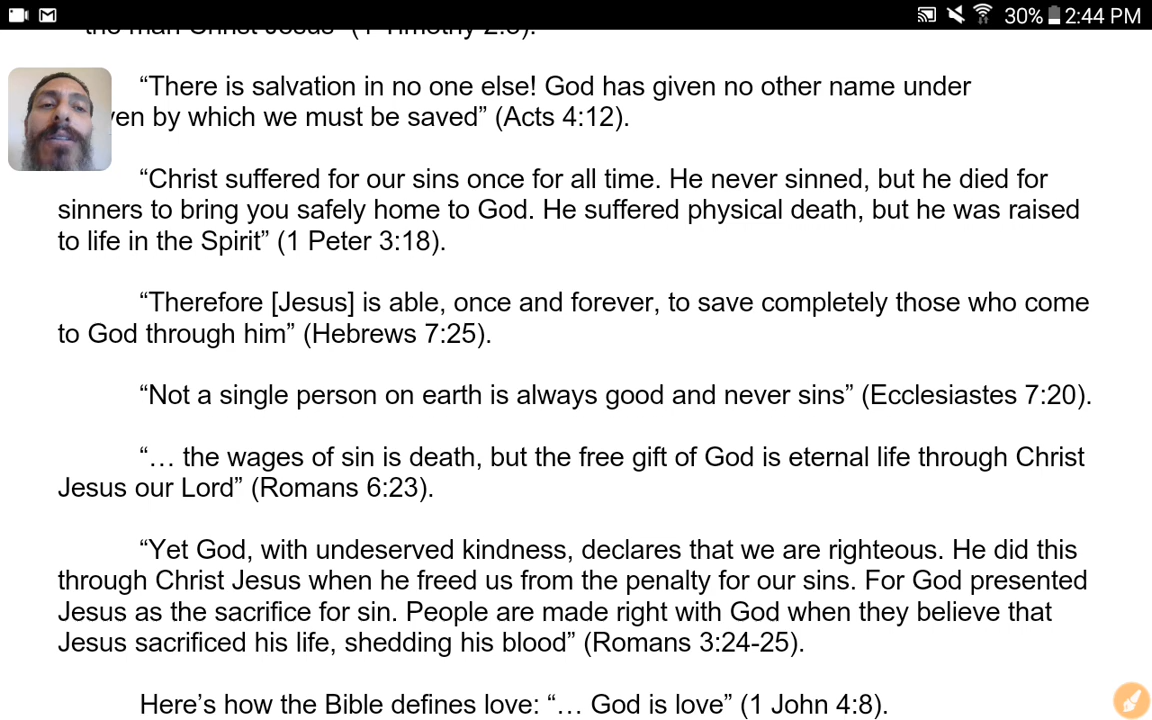 30% 2:44 PM
the man Christ Jesus” (1 Timothy 2:5).
“There is salvation in no one else! God has given no other name under
ven by which we must be saved” (Acts 4:12).
“Christ suffered for our sins once for all time. He never sinned, but he died for
sinners to bring you safely home to God. He suffered physical death, but he was raised
to life in the Spirit” (1 Peter 3:18).
“Therefore [Jesus] is able, once and forever, to save completely those who come
to God through him” (Hebrews 7:25).
“Not a single person on earth is always good and never sins” (Ecclesiastes 7:20).
“… the wages of sin is death, but the free gift of God is eternal life through Christ
Jesus our Lord” (Romans 6:23).
“Yet God, with undeserved kindness, declares that we are righteous. He did this
through Christ Jesus when he freed us from the penalty for our sins. For God presented
Jesus as the sacrifice for sin. People are made right with God when they believe that
Jesus sacrificed his life, shedding his blood” (Romans 3:24-25).
Here’s how the Bible defines love: “… God is love” (1 John 4:8).